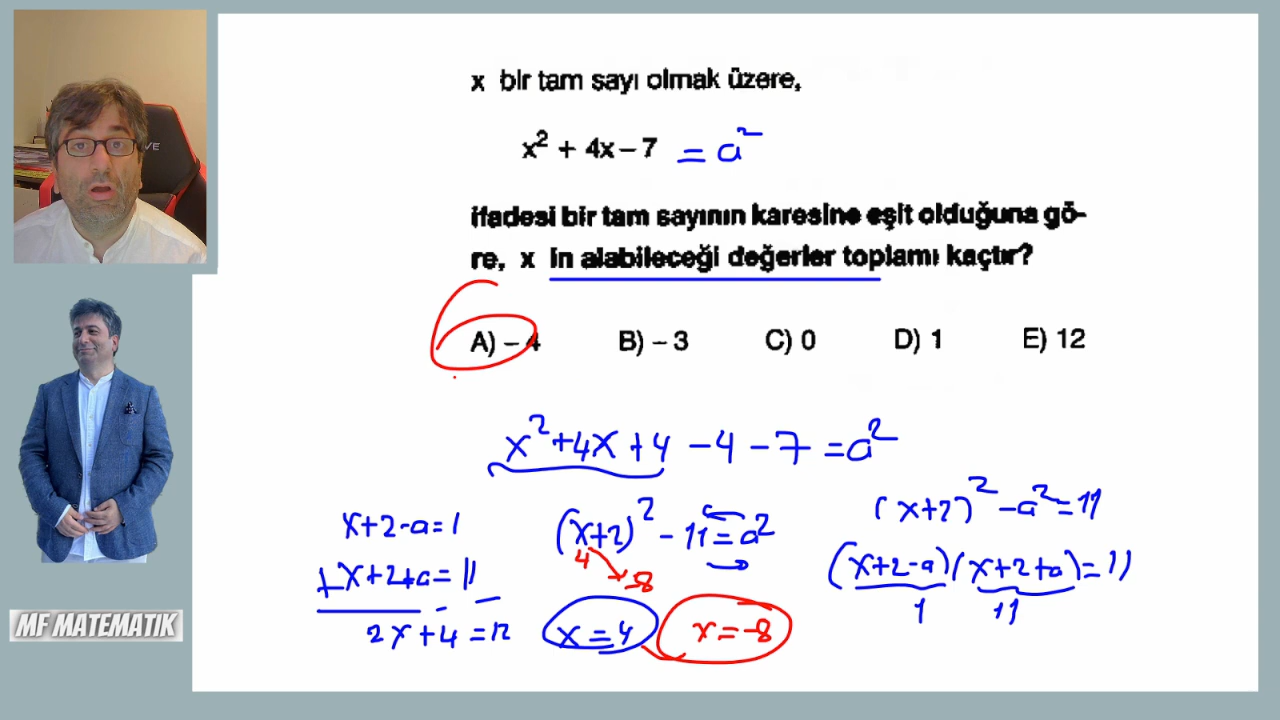 x bir tam sayı olmak üzere,
x² + 4x – 7 = a²
ifadesi bir tam sayının karesine eşit olduğuna gö-
re, x in alabileceği değerler toplamı kaçtır?
A) – 4 B) – 3 C) 0 D) 1 E) 12
x² + 4x + 4 – 4 – 7 = a²
(x+2)² – a² = 11
x+2–a = 1
(x+2)² – 11 = a²
(x+2–a)(x+2+a) = 11
+x+2+a = 11
4 –8
1 11
2x+4 = 12
x = 4
x = –8
MF MATEMATIK